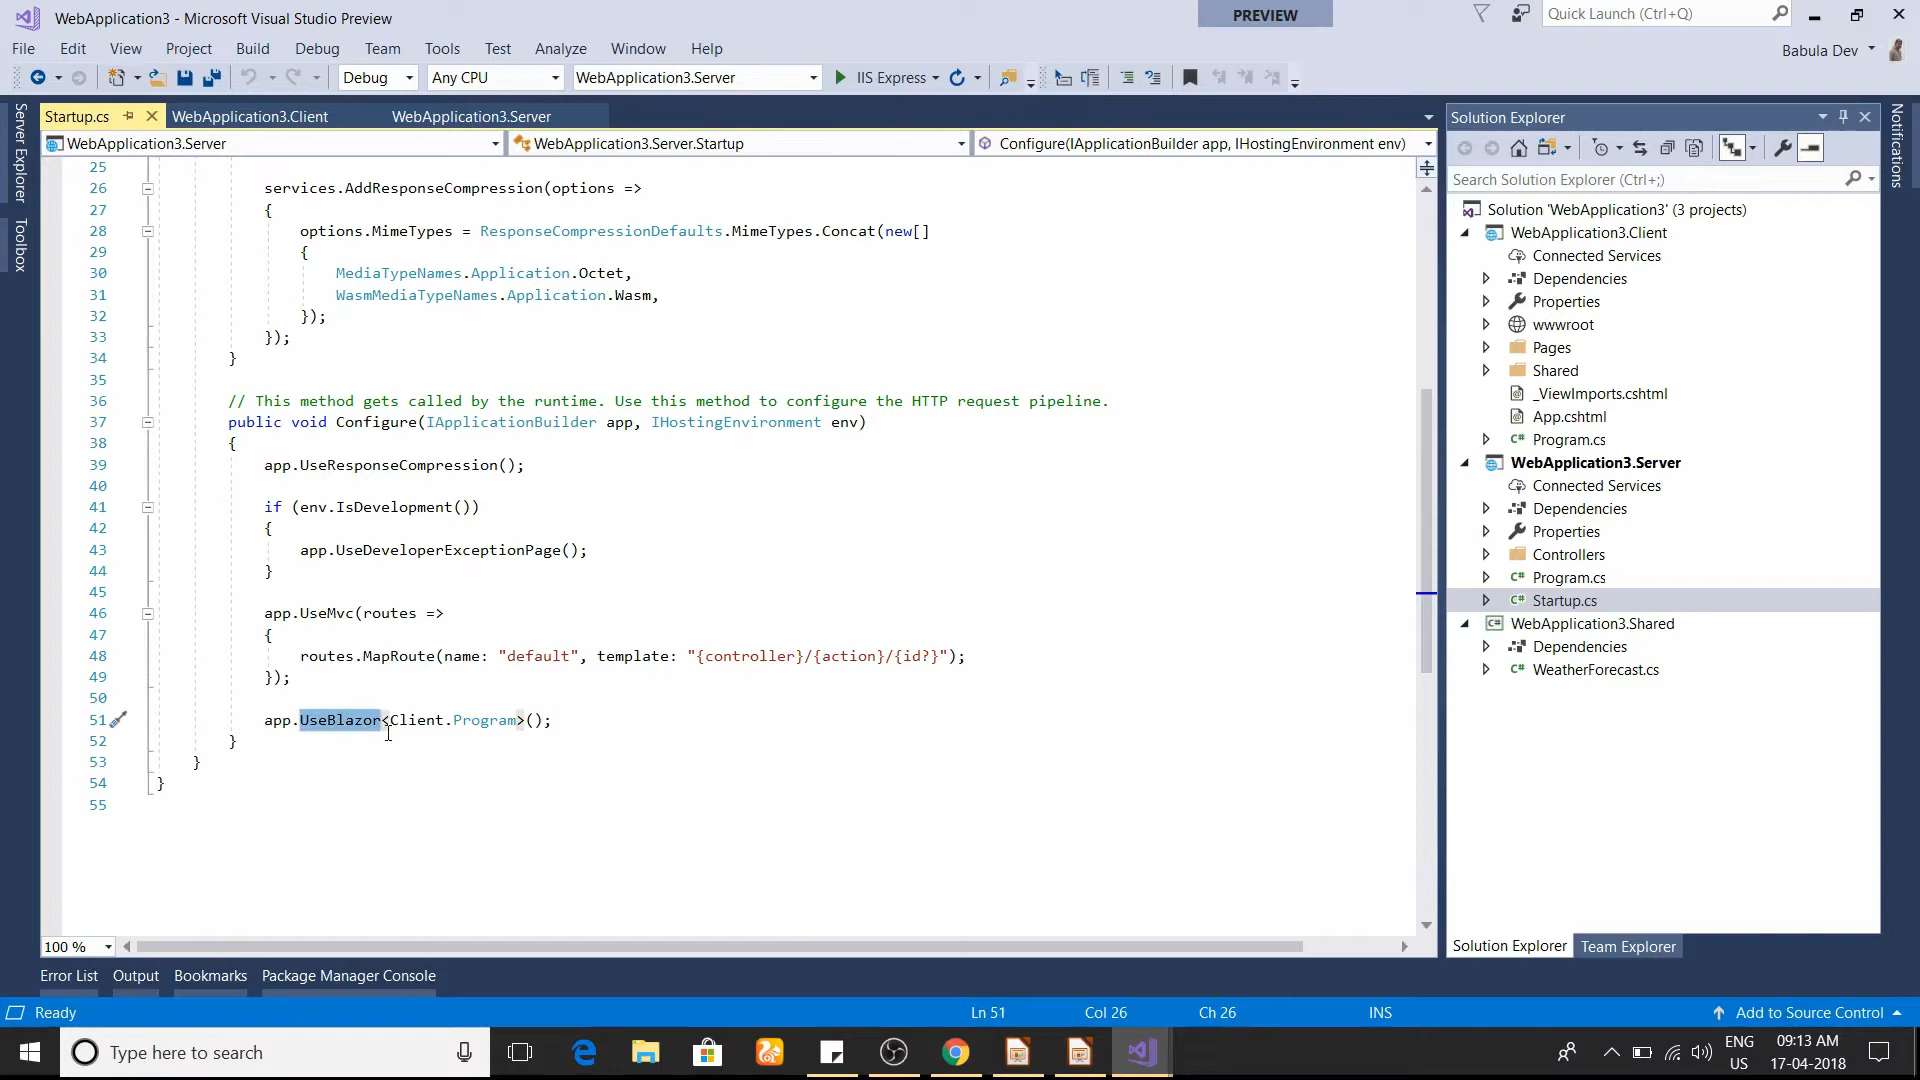 WebApplication3 - Microsoft Visual Studio Preview
PREVIEW
Quick Launch (Ctrl+Q)
File Edit View Project Build Debug Team Tools Test Analyze Window Help
Babula Dev
Debug Any CPU WebApplication3.Server IIS Express
Server Explorer
Toolbox
Startup.cs WebApplication3.Client WebApplication3.Server
WebApplication3.Server WebApplication3.Server.Startup Configure(IApplicationBuilder app, IHostingEnvironment env)
25
26 services.AddResponseCompression(options =>
27 {
28 options.MimeTypes = ResponseCompressionDefaults.MimeTypes.Concat(new[]
29 {
30 MediaTypeNames.Application.Octet,
31 WasmMediaTypeNames.Application.Wasm,
32 });
33 });
34 }
35
36 // This method gets called by the runtime. Use this method to configure the HTTP request pipeline.
37 public void Configure(IApplicationBuilder app, IHostingEnvironment env)
38 {
39 app.UseResponseCompression();
40
41 if (env.IsDevelopment())
42 {
43 app.UseDeveloperExceptionPage();
44 }
45
46 app.UseMvc(routes =>
47 {
48 routes.MapRoute(name: "default", template: "{controller}/{action}/{id?}");
49 });
50
51 app.UseBlazor<Client.Program>();
52 }
53 }
54 }
55
100 %
Solution Explorer
Search Solution Explorer (Ctrl+;)
Solution 'WebApplication3' (3 projects)
WebApplication3.Client
Connected Services
Dependencies
Properties
wwwroot
Pages
Shared
_ViewImports.cshtml
App.cshtml
C# Program.cs
WebApplication3.Server
Connected Services
Dependencies
Properties
Controllers
C# Program.cs
C# Startup.cs
C# WebApplication3.Shared
Dependencies
C# WeatherForecast.cs
Solution Explorer Team Explorer
Notifications
Error List Output Bookmarks Package Manager Console
Ready Ln 51 Col 26 Ch 26 INS Add to Source Control
Type here to search
ENG
US
09:13 AM
17-04-2018